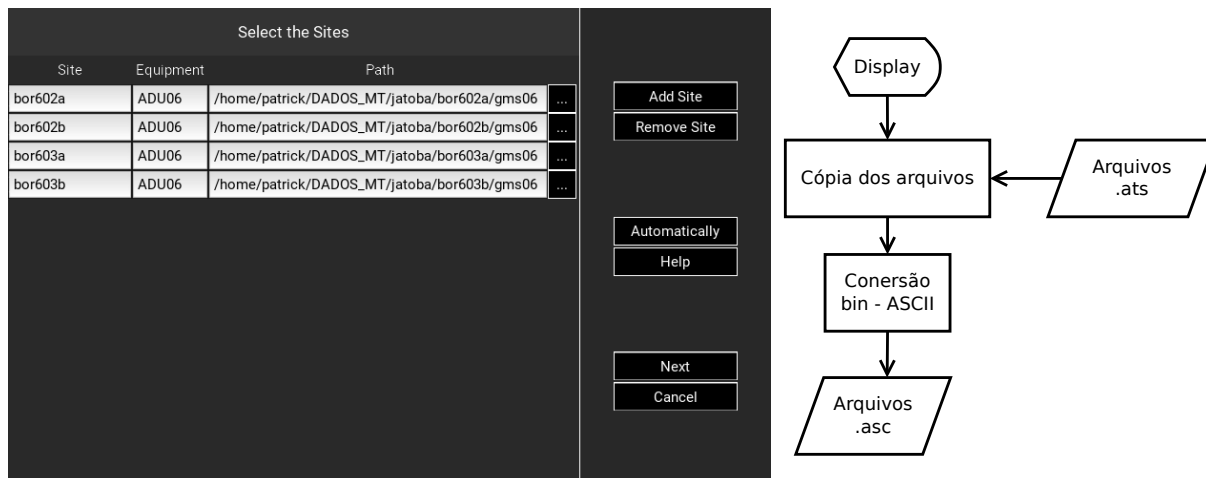 Select the Sites
Site Equipment Path
bor602a ADU06 /home/patrick/DADOS_MT/jatoba/bor602a/gms06 ...
bor602b ADU06 /home/patrick/DADOS_MT/jatoba/bor602b/gms06 ...
bor603a ADU06 /home/patrick/DADOS_MT/jatoba/bor603a/gms06 ...
bor603b ADU06 /home/patrick/DADOS_MT/jatoba/bor603b/gms06 ...
Add Site
Remove Site
Automatically
Help
Next
Cancel
Display
Cópia dos arquivos
Arquivos
.ats
Conersão
bin - ASCII
Arquivos
.asc